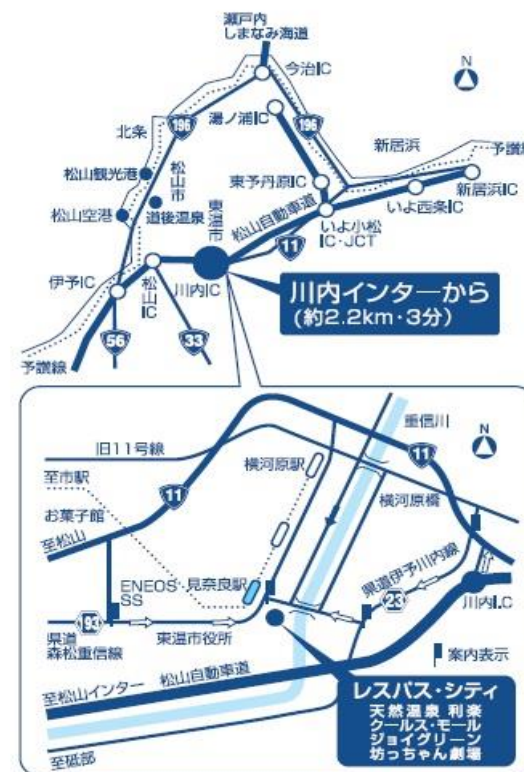 瀬戸内
しまなみ海道
N
今治IC
湯ノ浦IC
196
196
北条
新居浜
予讃線
松山観光港
松山市
東予丹原IC
新居浜IC
道後温泉
東温市
松山自動車道
いよ西条IC
松山空港
いよ小松
IC・JCT
11
伊予IC
松山IC
川内IC
川内インターから
(約2.2km・3分)
56
33
予讃線
重信川
N
旧11号線
横河原駅
11
至市駅
11
横河原橋
お菓子館
至松山
ENEOS
SS
見奈良駅
県道伊予川内線
23
川内I.C
193
県道
森松重信線
東温市役所
案内表示
至松山インター
松山自動車道
レスパス・シティ
天然温泉 利楽
クールス・モール
ジョイグリーン
坊っちゃん劇場
至砥部